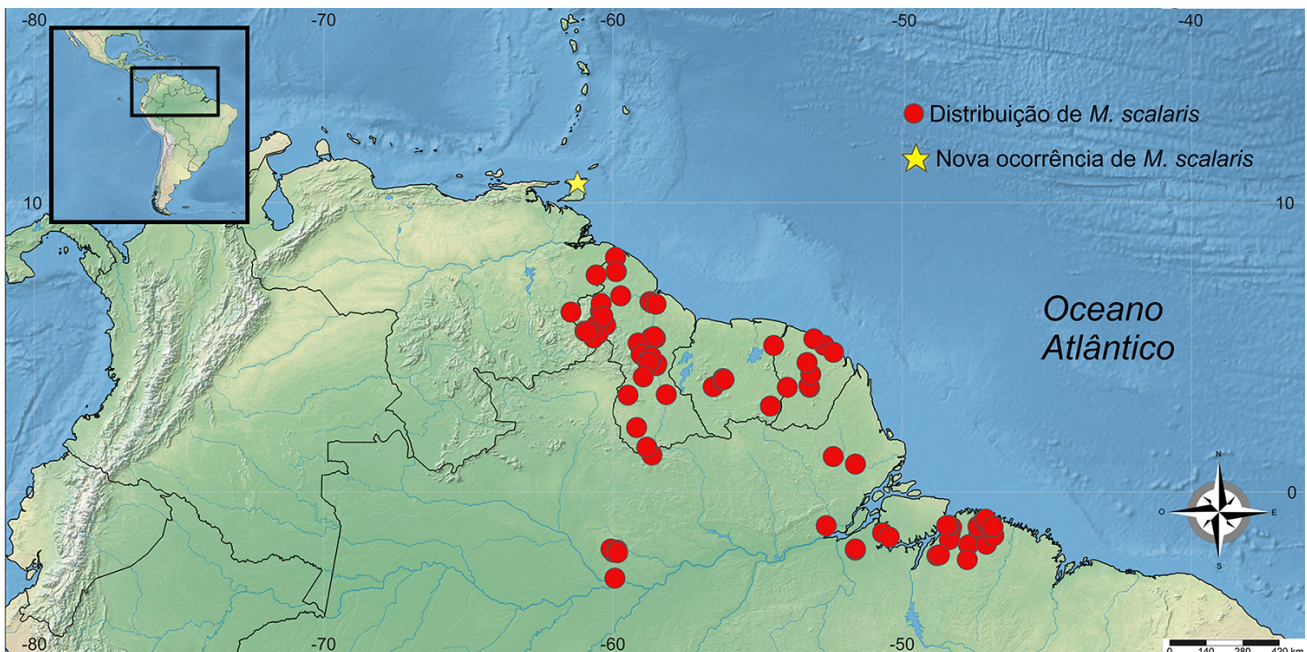 -80 -70 -60 -50 -40
Distribuição de M. scalaris
Nova ocorrência de M. scalaris
10 10
Oceano
Atlântico
N
0 0
O E
S
-80 -70 -60 -50
0 140 280 420 km